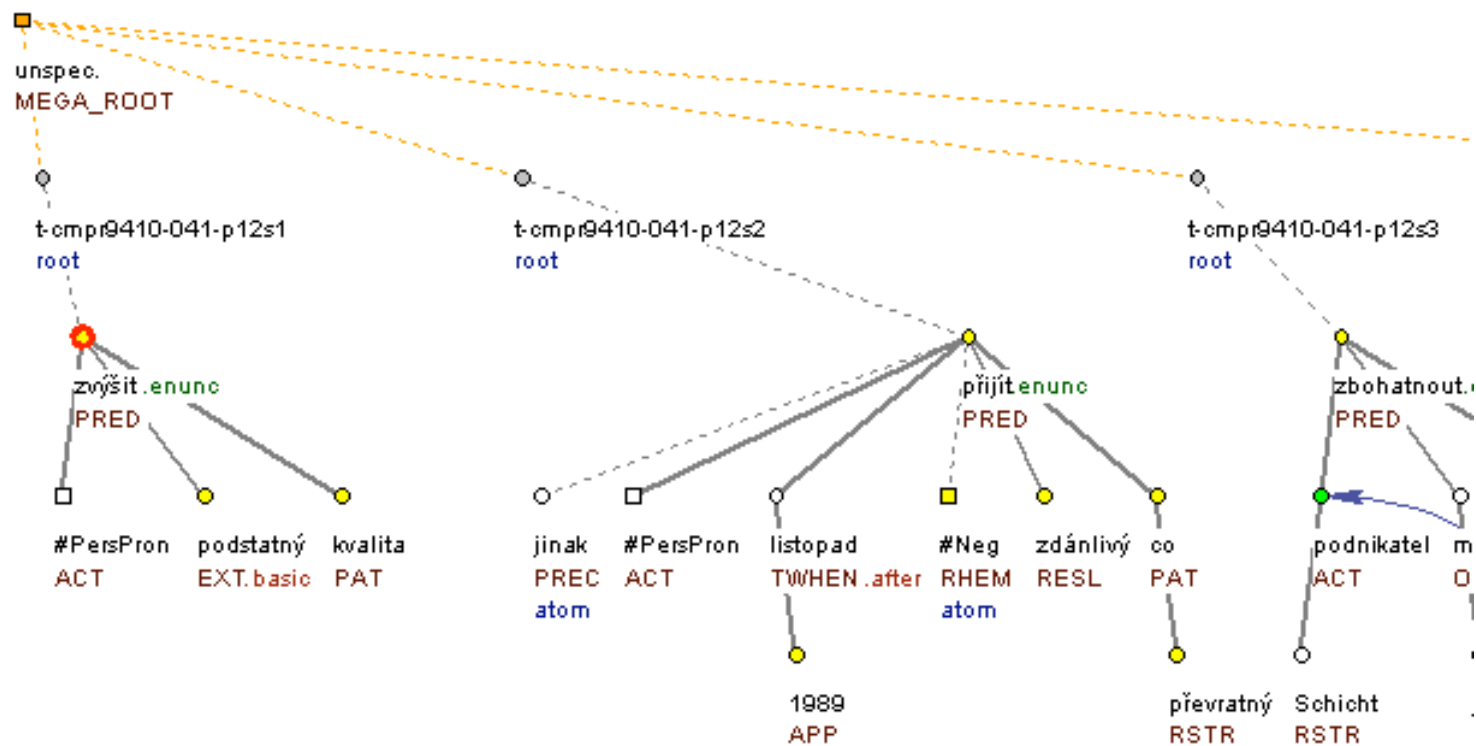 unspec.
MEGA_ROOT
t-cmpr9410-041-p12s1
root
t-cmpr9410-041-p12s2
root
t-cmpr9410-041-p12s3
root
zvýšit.enunc
PRED
přijít.enunc
PRED
zbohatnout.
PRED
#PersPron
ACT
podstatný
EXT.basic
kvalita
PAT
jinak
PREC
atom
#PersPron
ACT
listopad
TWHEN.after
#Neg
RHEM
atom
zdánlivý
RESL
co
PAT
podnikatel
ACT
1989
APP
převratný
RSTR
Schicht
RSTR